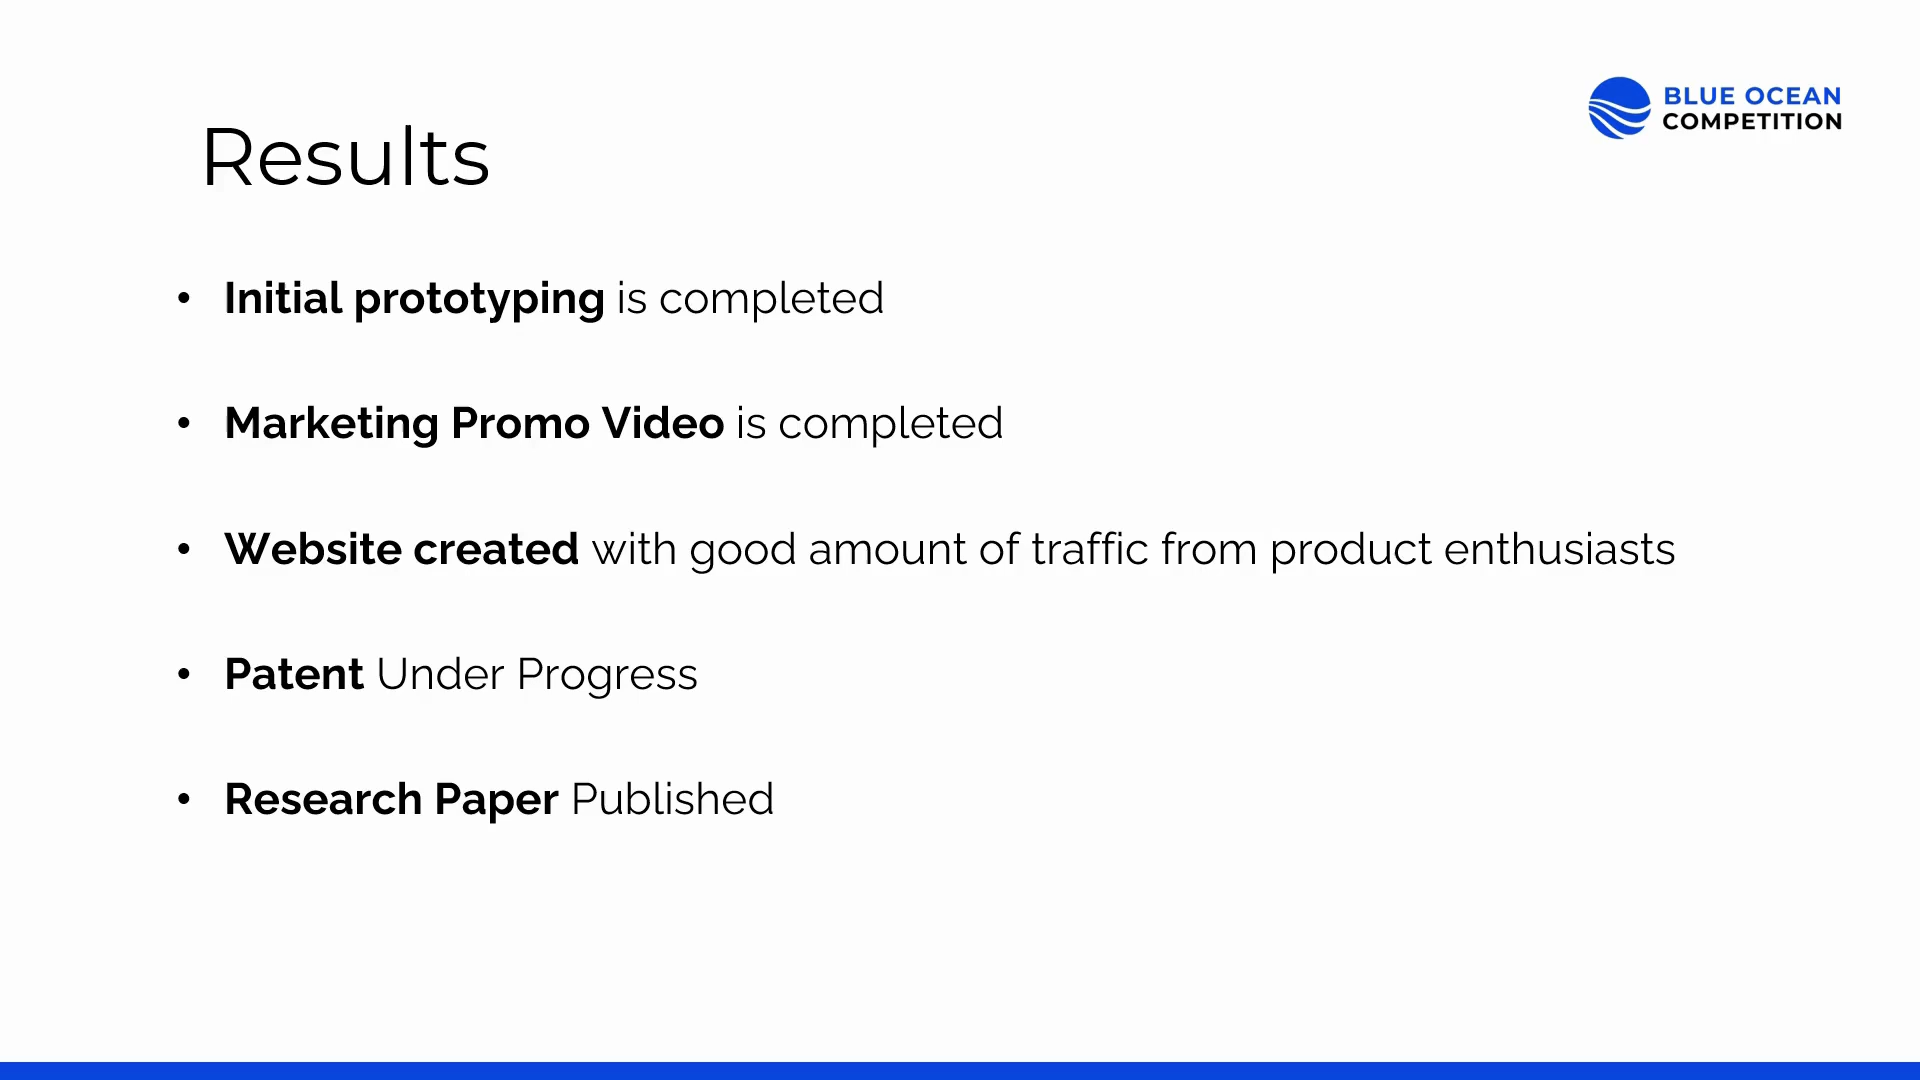 BLUE OCEAN
COMPETITION
Results
• Initial prototyping is completed
• Marketing Promo Video is completed
• Website created with good amount of traffic from product enthusiasts
• Patent Under Progress
• Research Paper Published